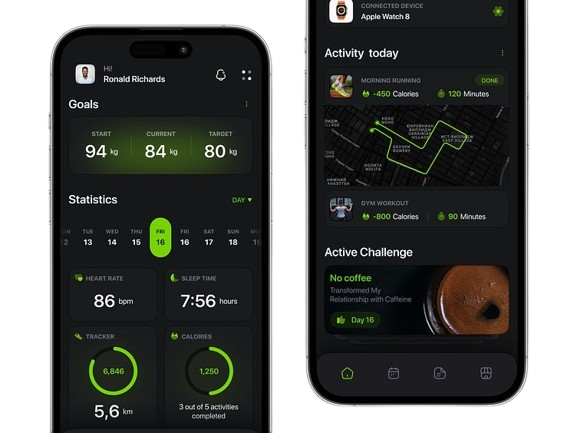 Hi!
Ronald Richards
Goals
START
CURRENT
TARGET
94 kg
84 kg
80 kg
Statistics
DAY
TUE
WED
THU
FRI
FRI
SAT
SUN
13
14
15
16
16
17
18
HEART RATE
86 bpm
SLEEP TIME
7:56 hours
TRACKER
6,846
5,6 km
CALORIES
1,250
3 out of 5 activities
completed
CONNECTED DEVICE
Apple Watch 8
Activity today
MORNING RUNNING
DONE
-450 Calories
120 Minutes
GYM WORKOUT
-800 Calories
90 Minutes
Active Challenge
No coffee
Transformed My
Relationship with Caffeine
Day 16